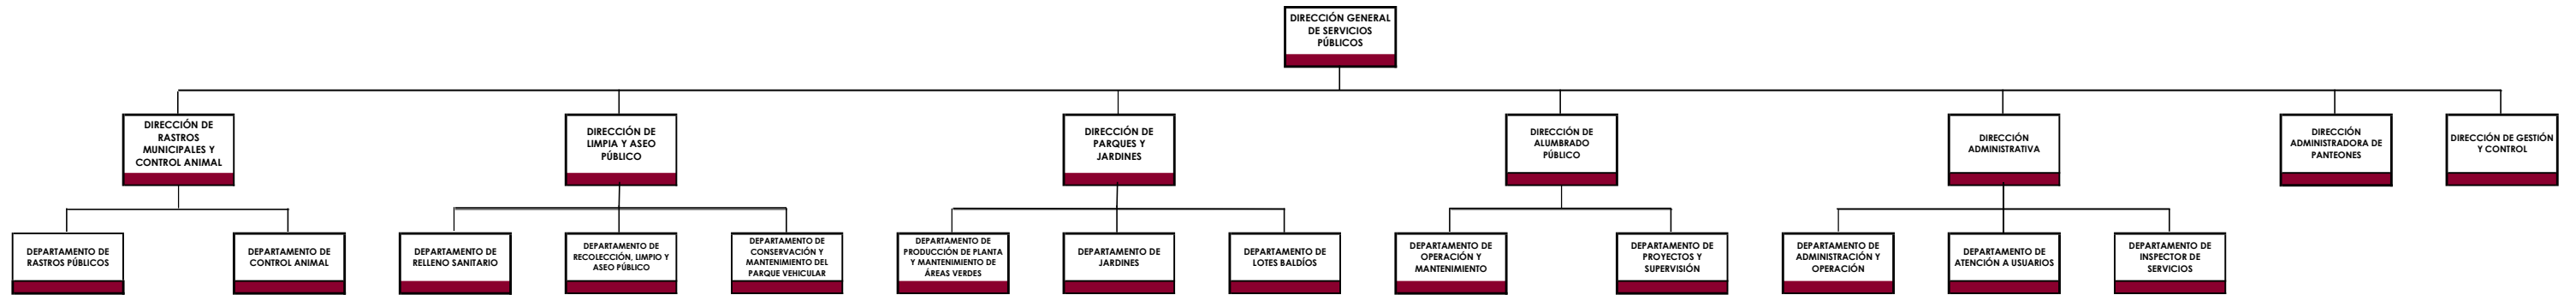 DIRECCIÓN GENERAL
DE SERVICIOS
PÚBLICOS
DIRECCIÓN DE
RASTROS
MUNICIPALES Y
CONTROL ANIMAL
DIRECCIÓN DE
LIMPIA Y ASEO
PÚBLICO
DIRECCIÓN DE
PARQUES Y
JARDINES
DIRECCIÓN DE
ALUMBRADO
PÚBLICO
DIRECCIÓN
ADMINISTRATIVA
DIRECCIÓN
ADMINISTRADORA DE
PANTEONES
DIRECCIÓN DE GESTIÓN
Y CONTROL
DEPARTAMENTO DE
RASTROS PÚBLICOS
DEPARTAMENTO DE
CONTROL ANIMAL
DEPARTAMENTO DE
RELLENO SANITARIO
DEPARTAMENTO DE
RECOLECCIÓN, LIMPIO Y
ASEO PÚBLICO
DEPARTAMENTO DE
CONSERVACIÓN Y
MANTENIMIENTO DEL
PARQUE VEHICULAR
DEPARTAMENTO DE
PRODUCCIÓN DE PLANTA
Y MANTENIMIENTO DE
ÁREAS VERDES
DEPARTAMENTO DE
JARDINES
DEPARTAMENTO DE
LOTES BALDÍOS
DEPARTAMENTO DE
OPERACIÓN Y
MANTENIMIENTO
DEPARTAMENTO DE
PROYECTOS Y
SUPERVISIÓN
DEPARTAMENTO DE
ADMINISTRACIÓN Y
OPERACIÓN
DEPARTAMENTO DE
ATENCIÓN A USUARIOS
DEPARTAMENTO DE
INSPECTOR DE
SERVICIOS